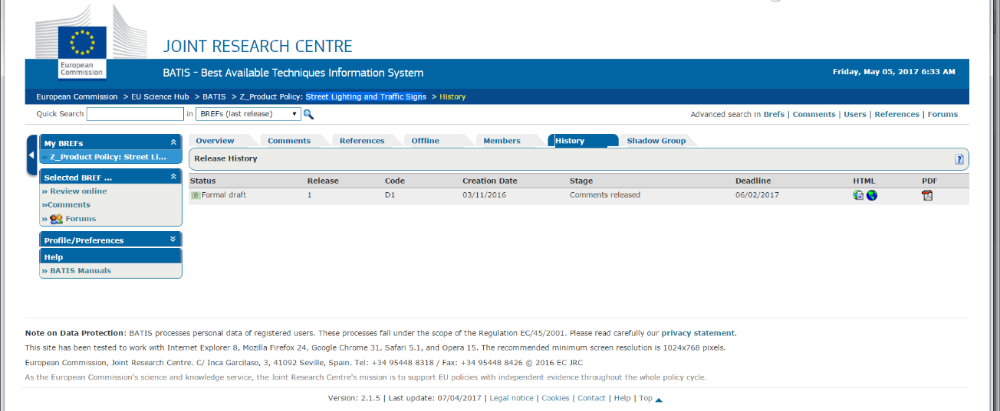 European
Commission
JOINT RESEARCH CENTRE
BATIS - Best Available Techniques Information System
Friday, May 05, 2017 6:33 AM
European Commission > EU Science Hub > BATIS > Z_Product Policy: Street Lighting and Traffic Signs > History
Quick Search in BREFs (last release)
Advanced search in Brefs | Comments | Users | References | Forums
My BREFs
» Z_Product Policy: Street Li...
Selected BREF ...
» Review online
»Comments
» Forums
Profile/Preferences
Help
» BATIS Manuals
Overview Comments References Offline Members History Shadow Group
Release History
Status Release Code Creation Date Stage Deadline HTML PDF
Formal draft 1 D1 03/11/2016 Comments released 06/02/2017
Note on Data Protection: BATIS processes personal data of registered users. These processes fall under the scope of the Regulation EC/45/2001. Please read carefully our privacy statement.
This site has been tested to work with Internet Explorer 8, Mozilla Firefox 24, Google Chrome 31, Safari 5.1, and Opera 15. The recommended minimum screen resolution is 1024x768 pixels.
European Commission, Joint Research Centre. C/ Inca Garcilaso, 3, 41092 Seville, Spain. Tel: +34 95448 8318 / Fax: +34 95448 8426 © 2016 EC JRC
As the European Commission's science and knowledge service, the Joint Research Centre's mission is to support EU policies with independent evidence throughout the whole policy cycle.
Version: 2.1.5 | Last update: 07/04/2017 | Legal notice | Cookies | Contact | Help | Top